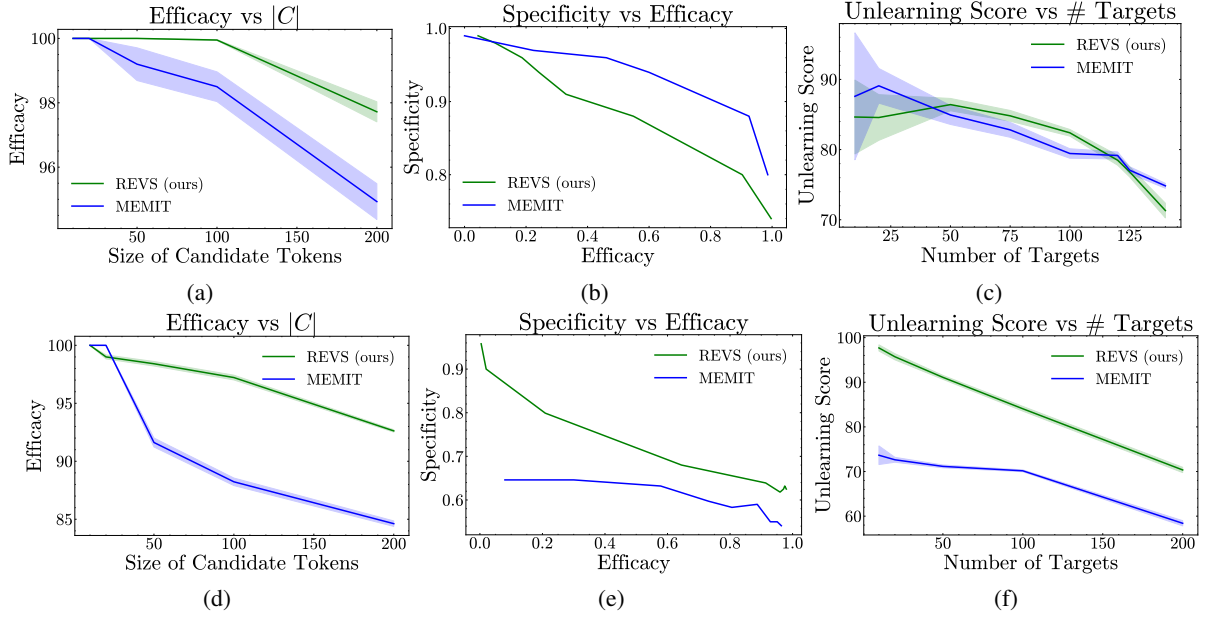 Efficacy vs |C|
Efficacy
100
98
96
REVS (ours)
MEMIT
50
100
150
200
Size of Candidate Tokens
(a)
Specificity vs Efficacy
Specificity
1.0
0.9
0.8
REVS (ours)
MEMIT
0.0
0.2
0.4
0.6
0.8
1.0
Efficacy
(b)
Unlearning Score vs # Targets
Unlearning Score
90
80
70
REVS (ours)
MEMIT
25
50
75
100
125
Number of Targets
(c)
Efficacy vs |C|
Efficacy
100
95
90
85
REVS (ours)
MEMIT
50
100
150
200
Size of Candidate Tokens
(d)
Specificity vs Efficacy
Specificity
0.9
0.8
0.7
0.6
REVS (ours)
MEMIT
0.0
0.2
0.4
0.6
0.8
1.0
Efficacy
(e)
Unlearning Score vs # Targets
Unlearning Score
100
90
80
70
60
REVS (ours)
MEMIT
50
100
150
200
Number of Targets
(f)